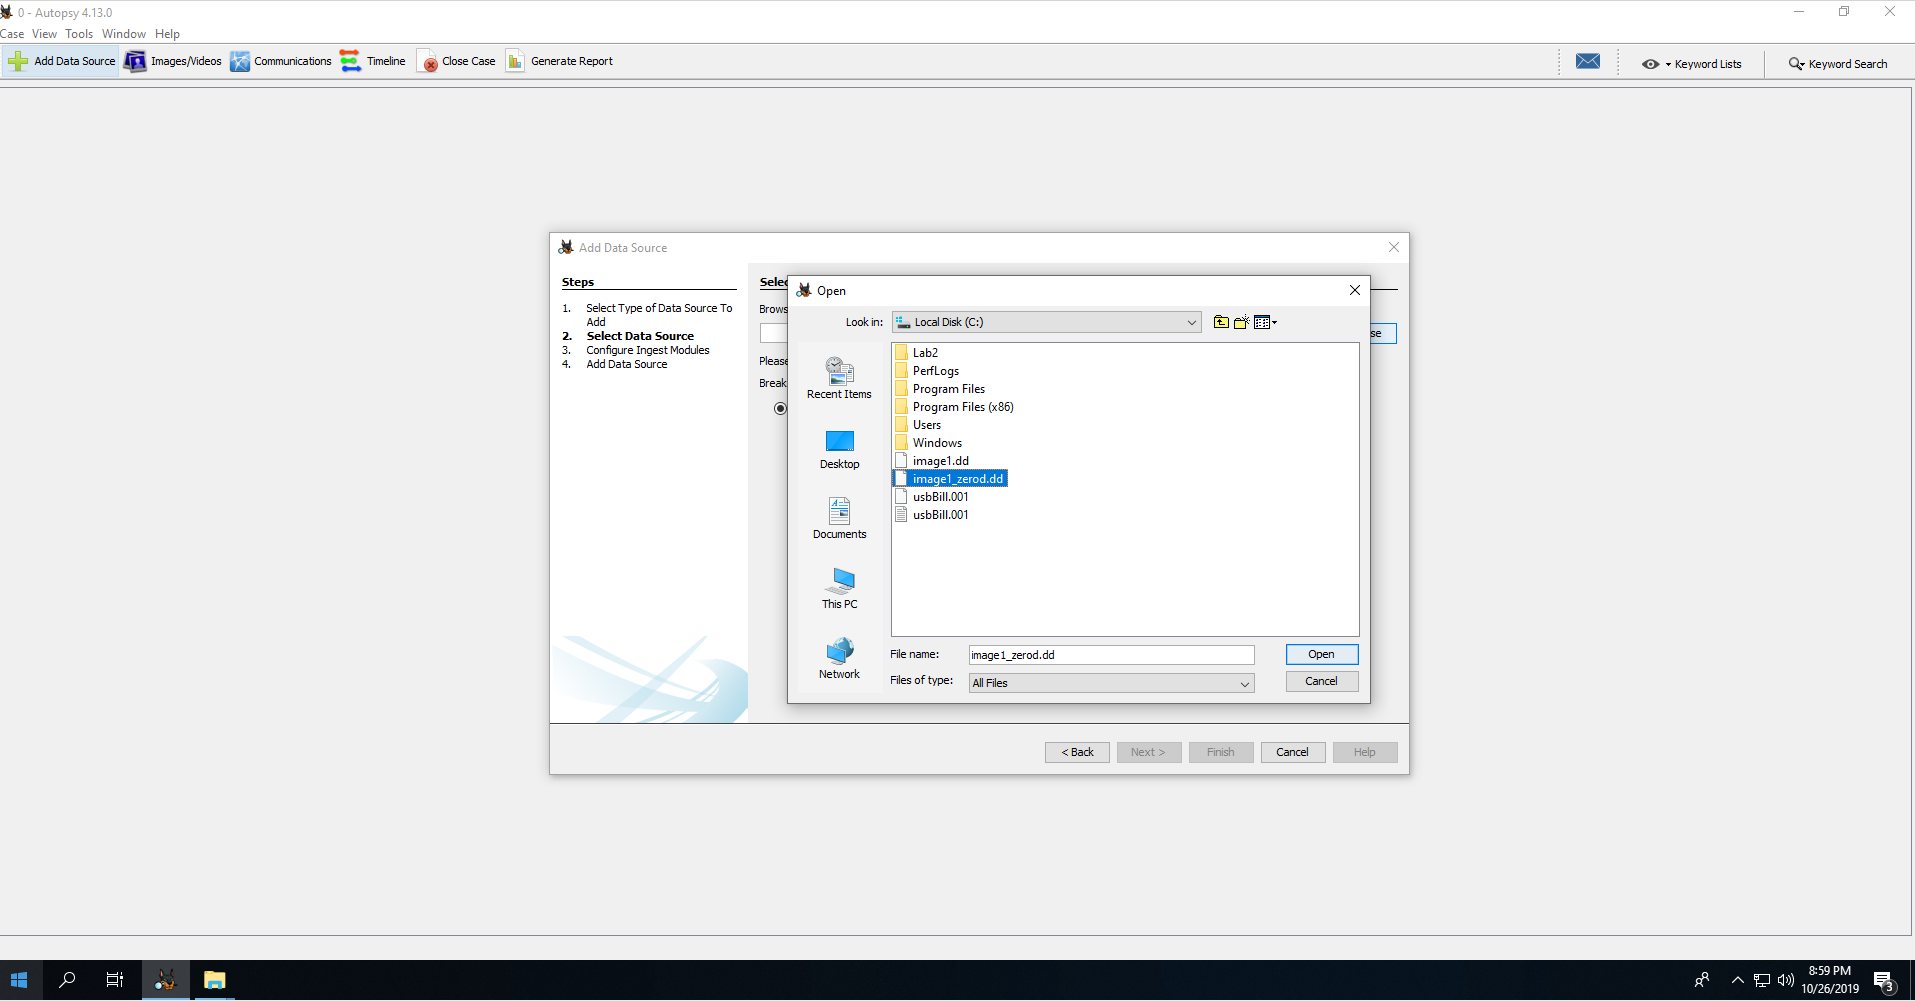 0 - Autopsy 4.13.0
Case View Tools Window Help
Add Data Source Images/Videos Communications Timeline Close Case Generate Report Keyword Lists Keyword Search
Add Data Source
Steps
1. Select Type of Data Source To
Add
2. Select Data Source
3. Configure Ingest Modules
4. Add Data Source
Selec
Brows
se
Please
Break
Open
Look in: Local Disk (C:)
Recent Items
Desktop
Documents
This PC
Network
Lab2
PerfLogs
Program Files
Program Files (x86)
Users
Windows
image1.dd
image1_zerod.dd
usbBill.001
usbBill.001
File name: image1_zerod.dd Open
Files of type: All Files Cancel
< Back Next > Finish Cancel Help
8:59 PM
10/26/2019
3